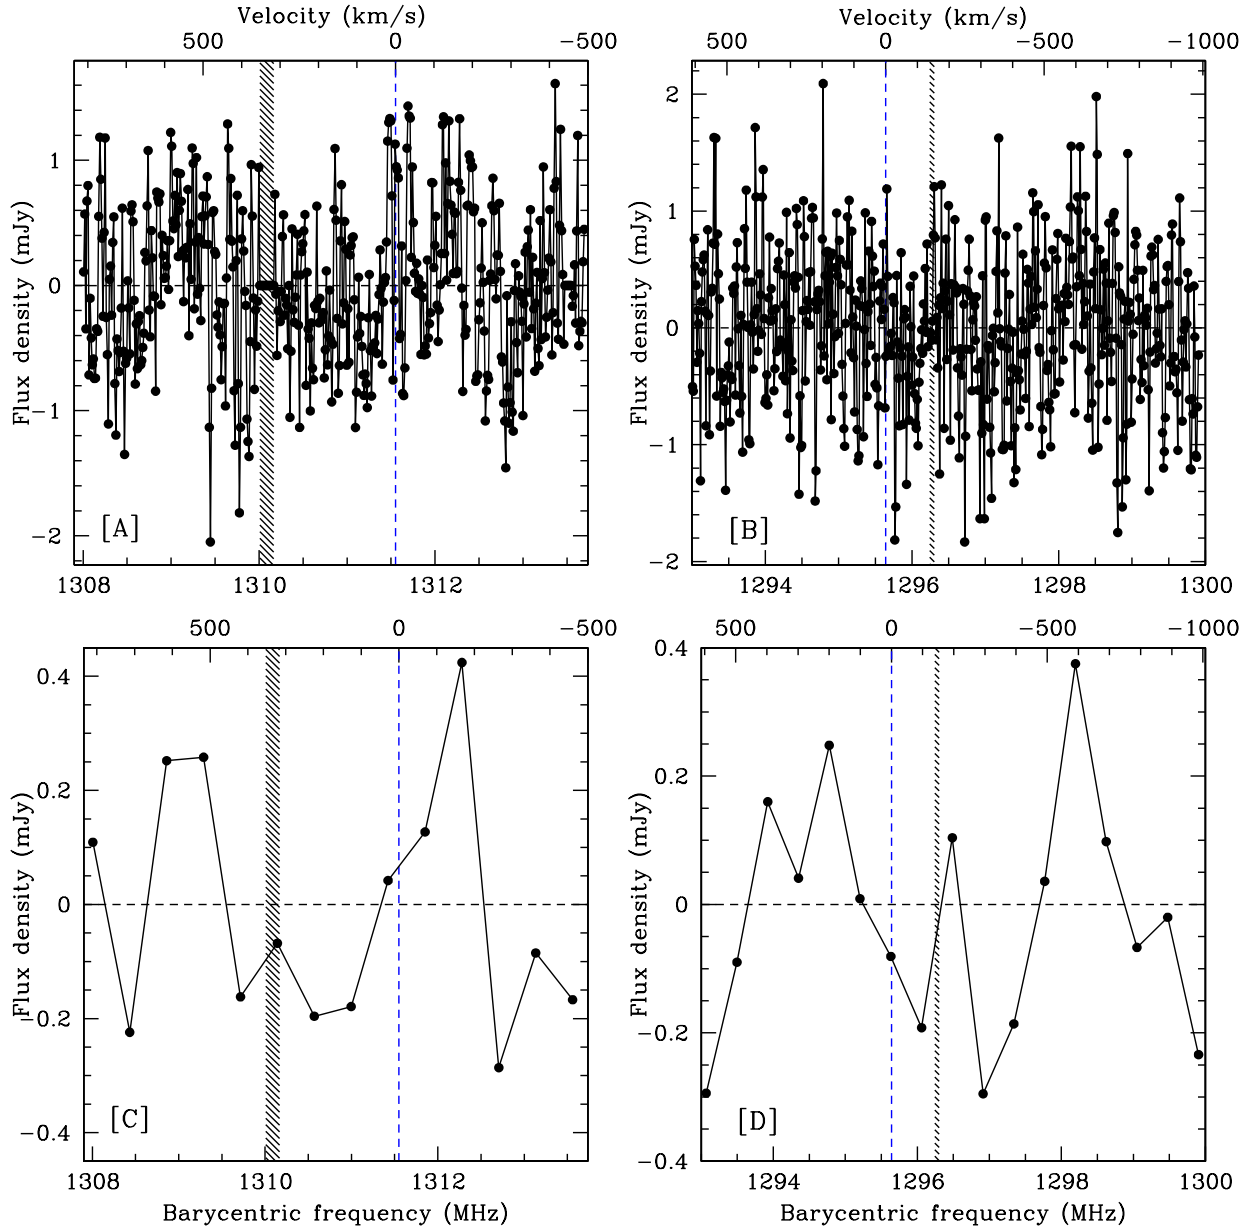 Velocity (km/s)
Velocity (km/s)
500 0 −500
500 0 −500 −1000
Flux density (mJy)
1
0
−1
−2
[A]
1308 1310 1312
Flux density (mJy)
2
1
0
−1
−2
[B]
1294 1296 1298 1300
500 0 −500
500 0 −500 −1000
Flux density (mJy)
0.4
0.2
0
−0.2
−0.4
[C]
1308 1310 1312
Barycentric frequency (MHz)
Flux density (mJy)
0.4
0.2
0
−0.2
−0.4
[D]
1294 1296 1298 1300
Barycentric frequency (MHz)